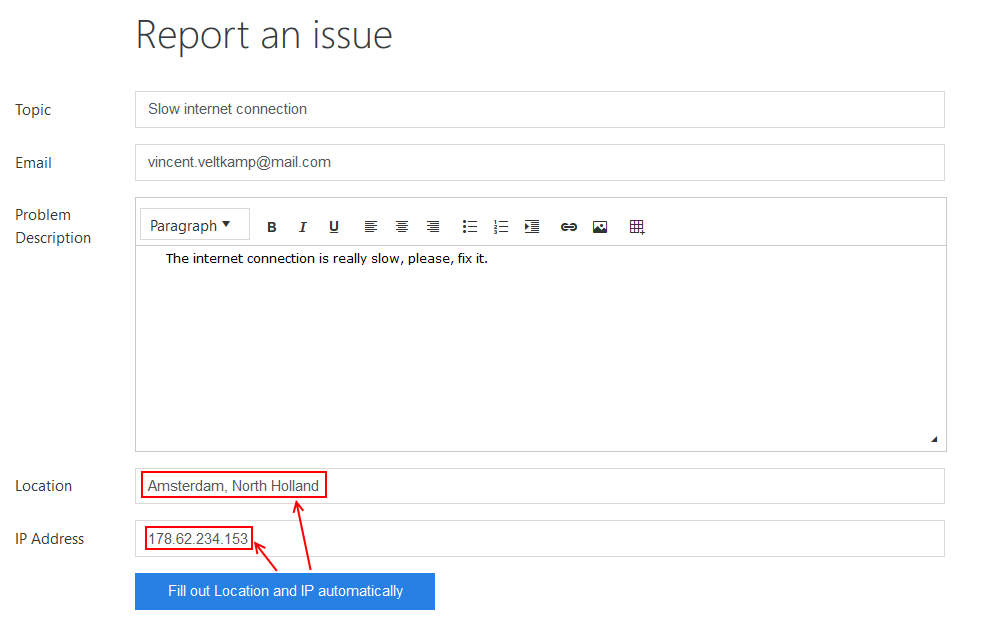 Report an issue
Topic
Slow internet connection
Email
vincent.veltkamp@mail.com
Problem
Description
Paragraph
B I U
The internet connection is really slow, please, fix it.
Location
Amsterdam, North Holland
IP Address
178.62.234.153
Fill out Location and IP automatically